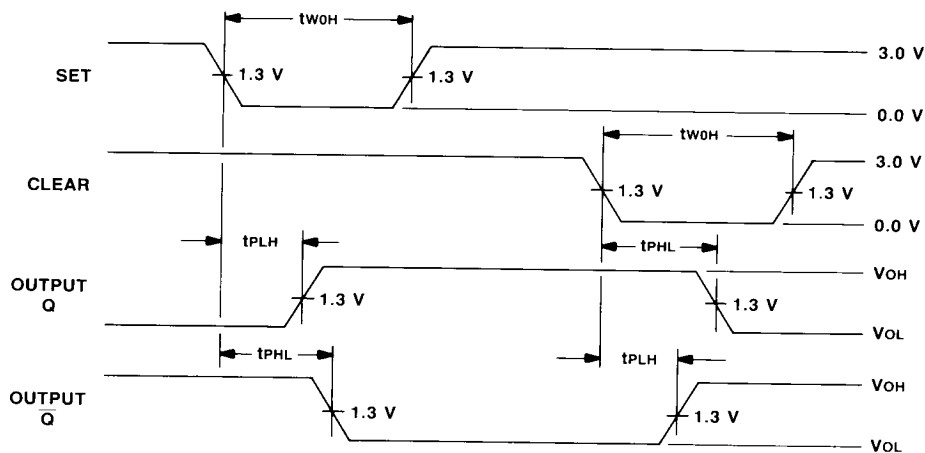 tW0H
SET 1.3 V 1.3 V 3.0 V
0.0 V
tW0H
CLEAR 1.3 V 1.3 V 3.0 V
0.0 V
tPLH tPHL
OUTPUT Q 1.3 V 1.3 V VOH
VOL
tPHL tPLH
OUTPUT Q̅ 1.3 V 1.3 V VOH
VOL